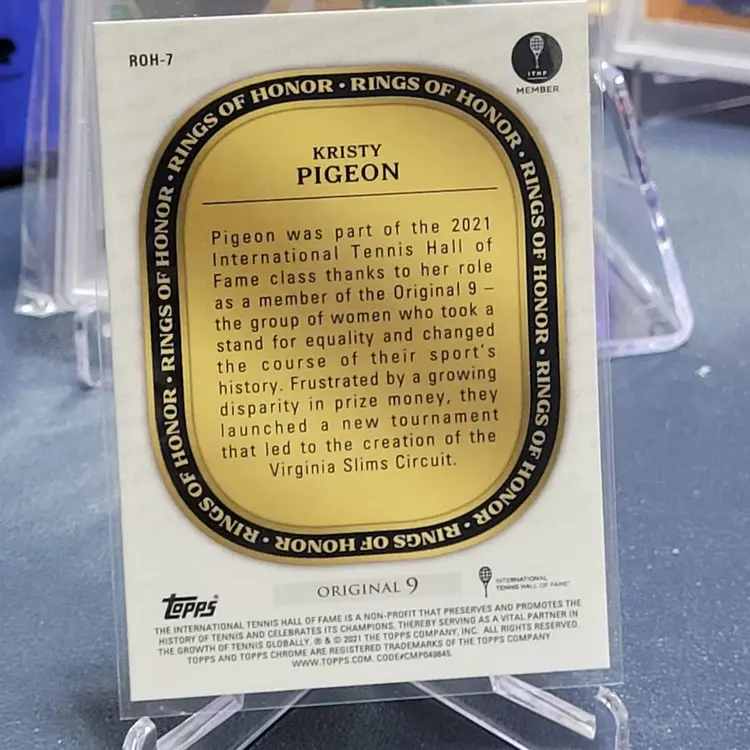 ROH-7
ITHF
MEMBER
RINGS OF HONOR • RINGS OF HONOR • RINGS OF HONOR • RINGS OF HONOR • RINGS OF HONOR • RINGS OF HONOR • RINGS OF HONOR • RINGS OF HONOR •
KRISTY
PIGEON
Pigeon was part of the 2021
International Tennis Hall of
Fame class thanks to her role
as a member of the Original 9 –
the group of women who took a
stand for equality and changed
the course of their sport's
history. Frustrated by a growing
disparity in prize money, they
launched a new tournament
that led to the creation of the
Virginia Slims Circuit.
ORIGINAL 9
INTERNATIONAL
TENNIS HALL OF FAME
Topps
THE INTERNATIONAL TENNIS HALL OF FAME IS A NON-PROFIT THAT PRESERVES AND PROMOTES THE
HISTORY OF TENNIS AND CELEBRATES ITS CHAMPIONS, THEREBY SERVING AS A VITAL PARTNER IN
THE GROWTH OF TENNIS GLOBALLY. ® & © 2021 THE TOPPS COMPANY, INC. ALL RIGHTS RESERVED.
TOPPS AND TOPPS CHROME ARE REGISTERED TRADEMARKS OF THE TOPPS COMPANY
WWW.TOPPS.COM. CODE#CMP049845.